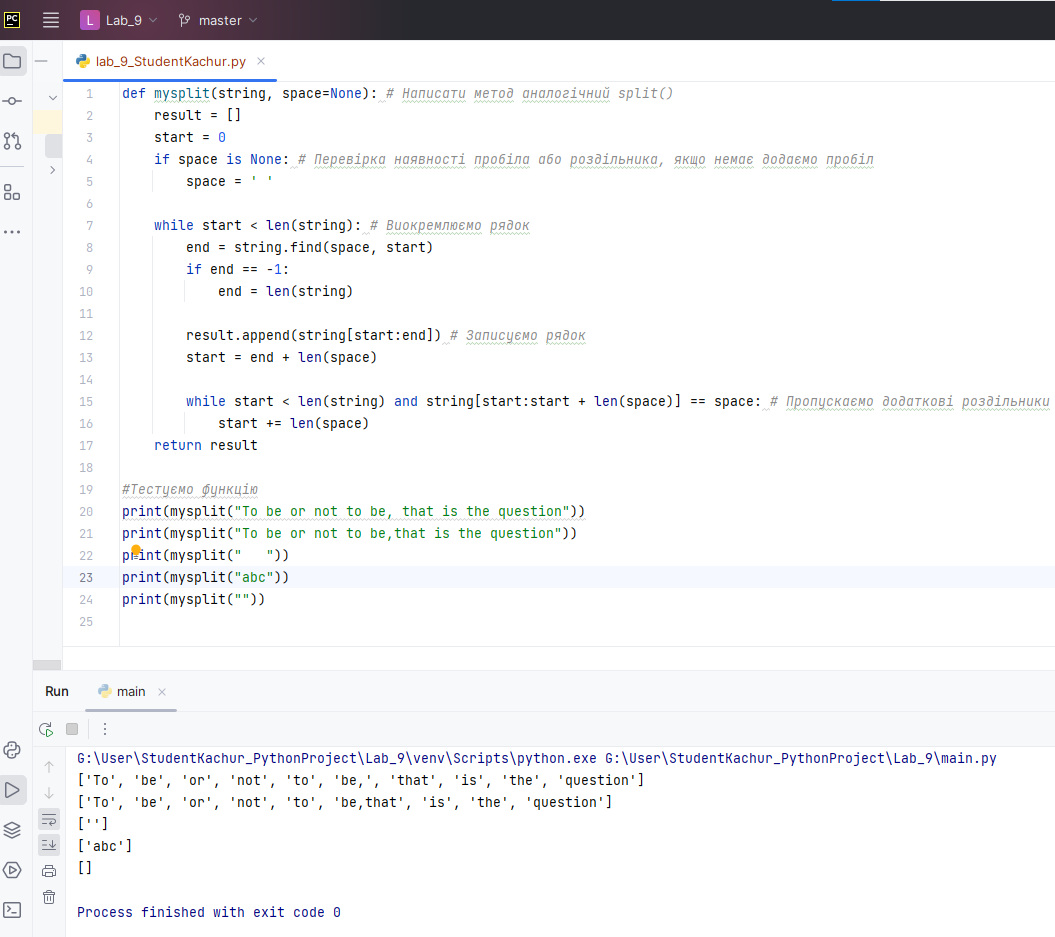 PC
L Lab_9 master
lab_9_StudentKachur.py
1 def mysplit(string, space=None): # Написати метод аналогічний split()
2 result = []
3 start = 0
4 if space is None: # Перевірка наявності пробіла або роздільника, якщо немає додаємо пробіл
5 space = ' '
6
7 while start < len(string): # Виокремлюємо рядок
8 end = string.find(space, start)
9 if end == -1:
10 end = len(string)
11
12 result.append(string[start:end]) # Записуємо рядок
13 start = end + len(space)
14
15 while start < len(string) and string[start:start + len(space)] == space: # Пропускаємо додаткові роздільники
16 start += len(space)
17 return result
18
19 #Тестуємо функцію
20 print(mysplit("To be or not to be, that is the question"))
21 print(mysplit("To be or not to be,that is the question"))
22 print(mysplit("   "))
23 print(mysplit("abc"))
24 print(mysplit(""))
25
Run main
G:\User\StudentKachur_PythonProject\Lab_9\venv\Scripts\python.exe G:\User\StudentKachur_PythonProject\Lab_9\main.py
['To', 'be', 'or', 'not', 'to', 'be,', 'that', 'is', 'the', 'question']
['To', 'be', 'or', 'not', 'to', 'be,that', 'is', 'the', 'question']
['']
['abc']
[]
Process finished with exit code 0